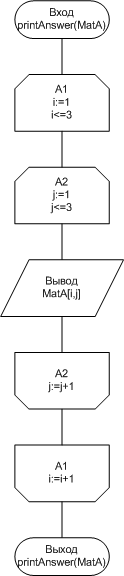 Вход
printAnswer(MatA)
A1
i:=1
i<=3
A2
j:=1
j<=3
Вывод
MatA[i,j]
A2
j:=j+1
A1
i:=i+1
Выход
printAnswer(MatA)